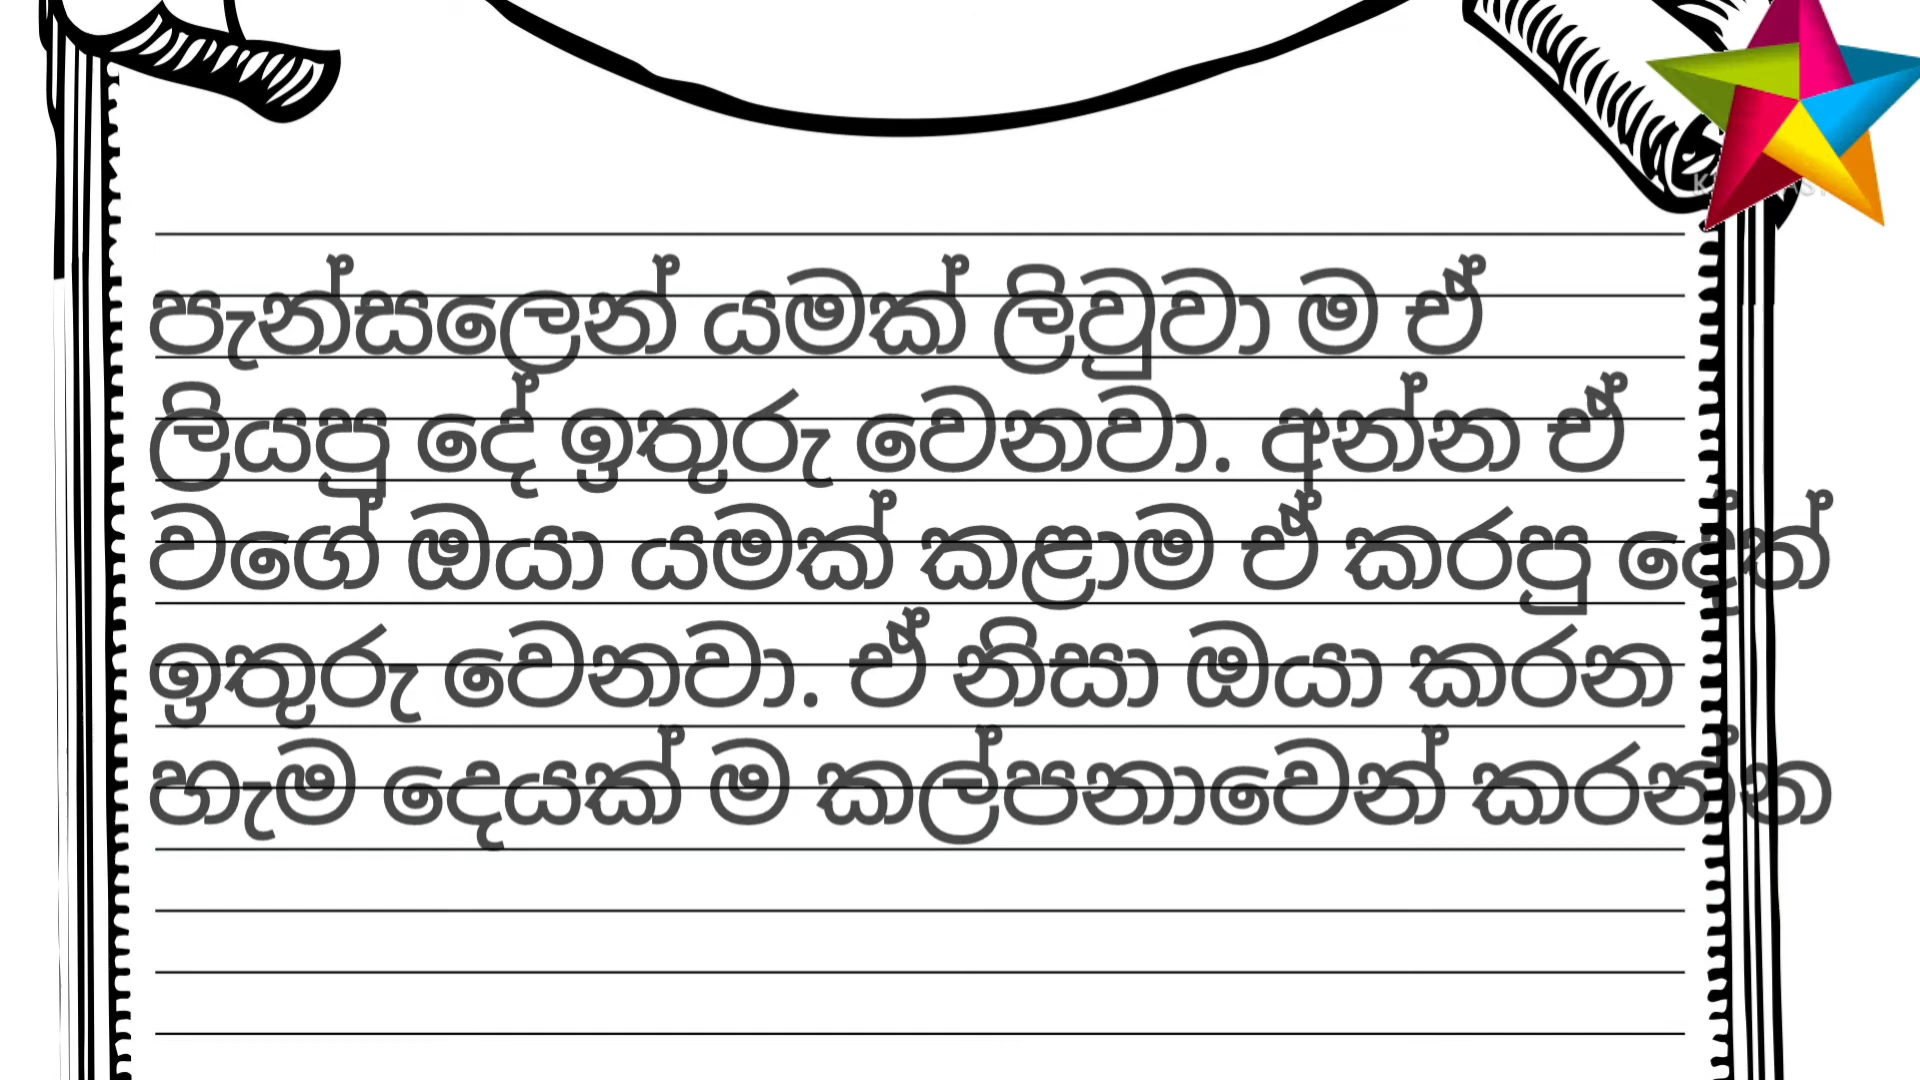 පැන්සලෙන් යමක් ලිවුවා ම ඒ
ලියපු දේ ඉතුරු වෙනවා. අන්න ඒ
වගේ ඔයා යමක් කළාම ඒ කරපු දේත්
ඉතුරු වෙනවා. ඒ නිසා ඔයා කරන
හැම දෙයක් ම කල්පනාවෙන් කරන්න